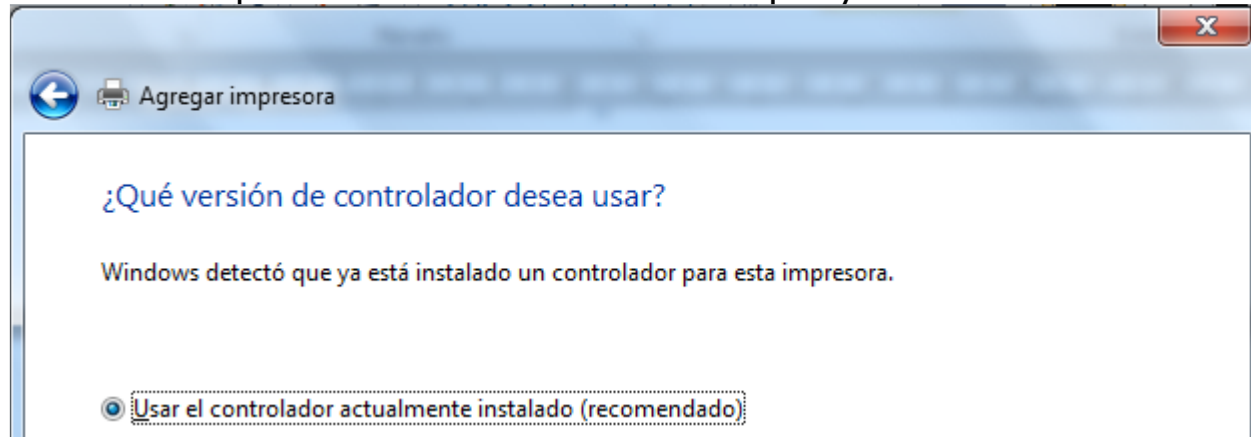 Agregar impresora
¿Qué versión de controlador desea usar?
Windows detectó que ya está instalado un controlador para esta impresora.
Usar el controlador actualmente instalado (recomendado)